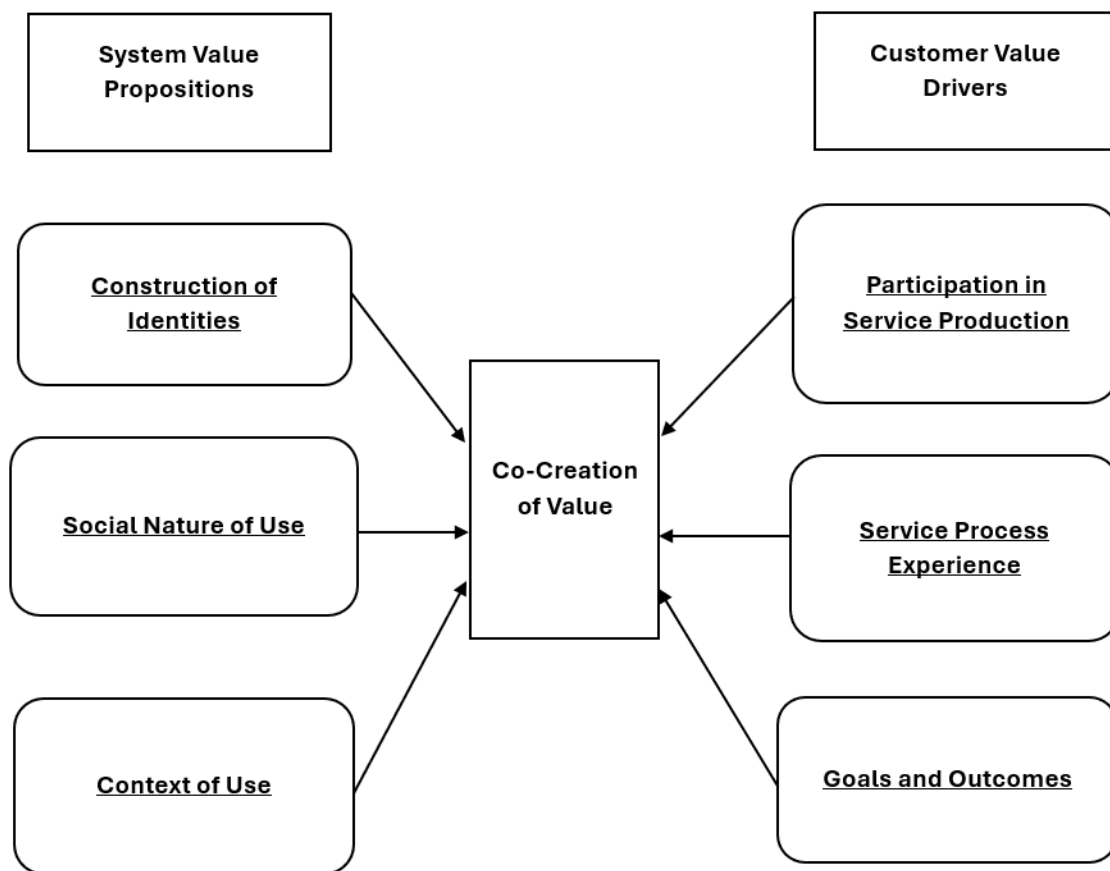 System Value
Propositions
Customer Value
Drivers
Construction of
Identities
Participation in
Service Production
Co-Creation
of Value
Social Nature of Use
Service Process
Experience
Context of Use
Goals and Outcomes